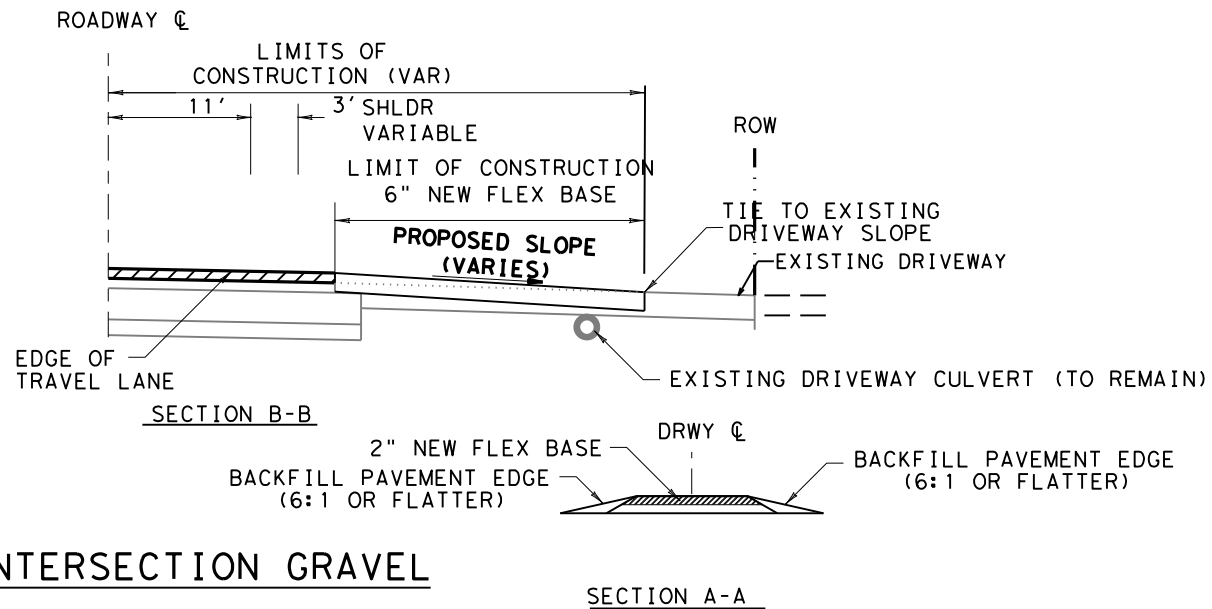 ROADWAY ℄
LIMITS OF
CONSTRUCTION (VAR)
11'
3' SHLDR
VARIABLE
ROW
LIMIT OF CONSTRUCTION
6" NEW FLEX BASE
TIE TO EXISTING
DRIVEWAY SLOPE
PROPOSED SLOPE
(VARIES)
EXISTING DRIVEWAY
EDGE OF
TRAVEL LANE
EXISTING DRIVEWAY CULVERT (TO REMAIN)
SECTION B-B
DRWY ℄
2" NEW FLEX BASE
BACKFILL PAVEMENT EDGE
(6:1 OR FLATTER)
BACKFILL PAVEMENT EDGE
(6:1 OR FLATTER)
NTERSECTION GRAVEL
SECTION A-A